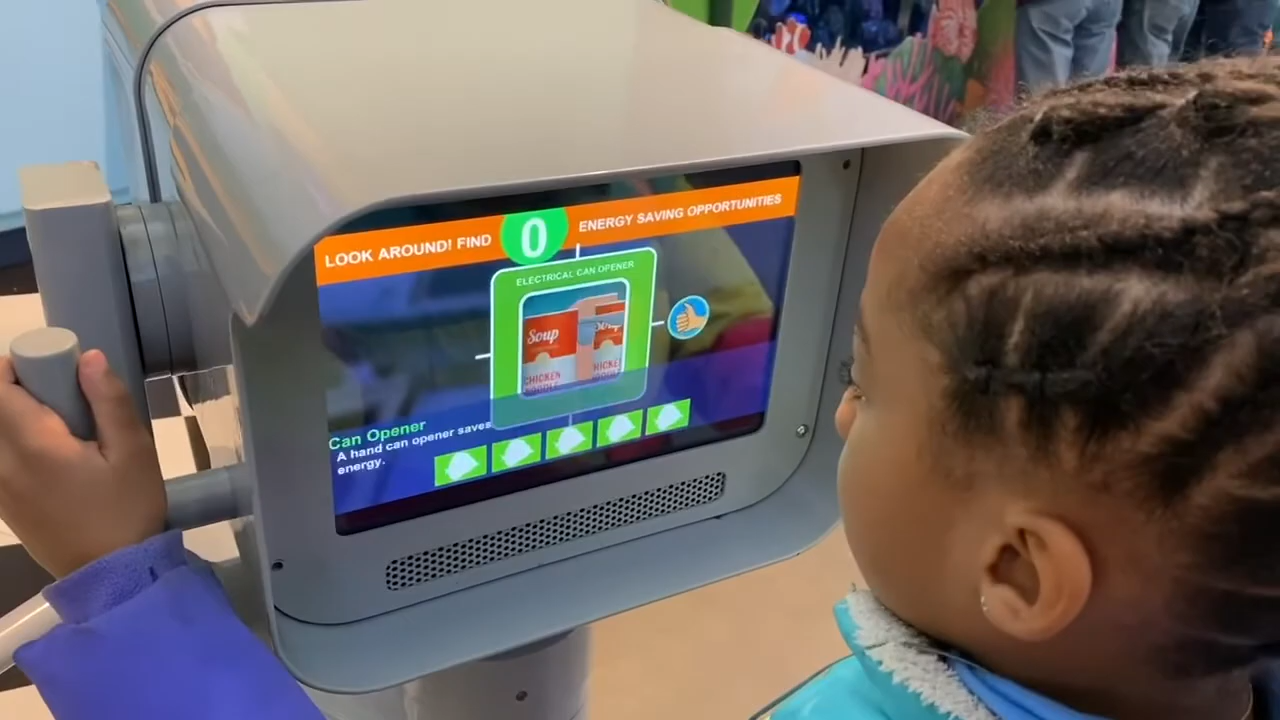 LOOK AROUND! FIND 0 ENERGY SAVING OPPORTUNITIES
ELECTRICAL CAN OPENER
Soup
CHICKEN
NOODLE
Soup
Can Opener
A hand can opener saves
energy.